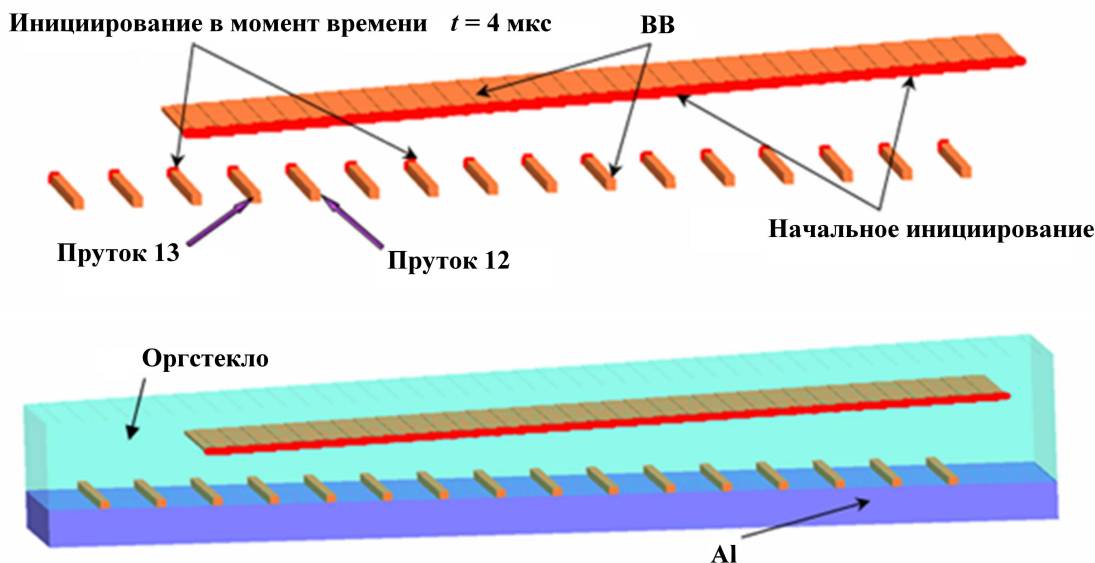 Инициирование в момент времени t = 4 мкс
ВВ
Начальное инициирование
Пруток 13
Пруток 12
Оргстекло
Al